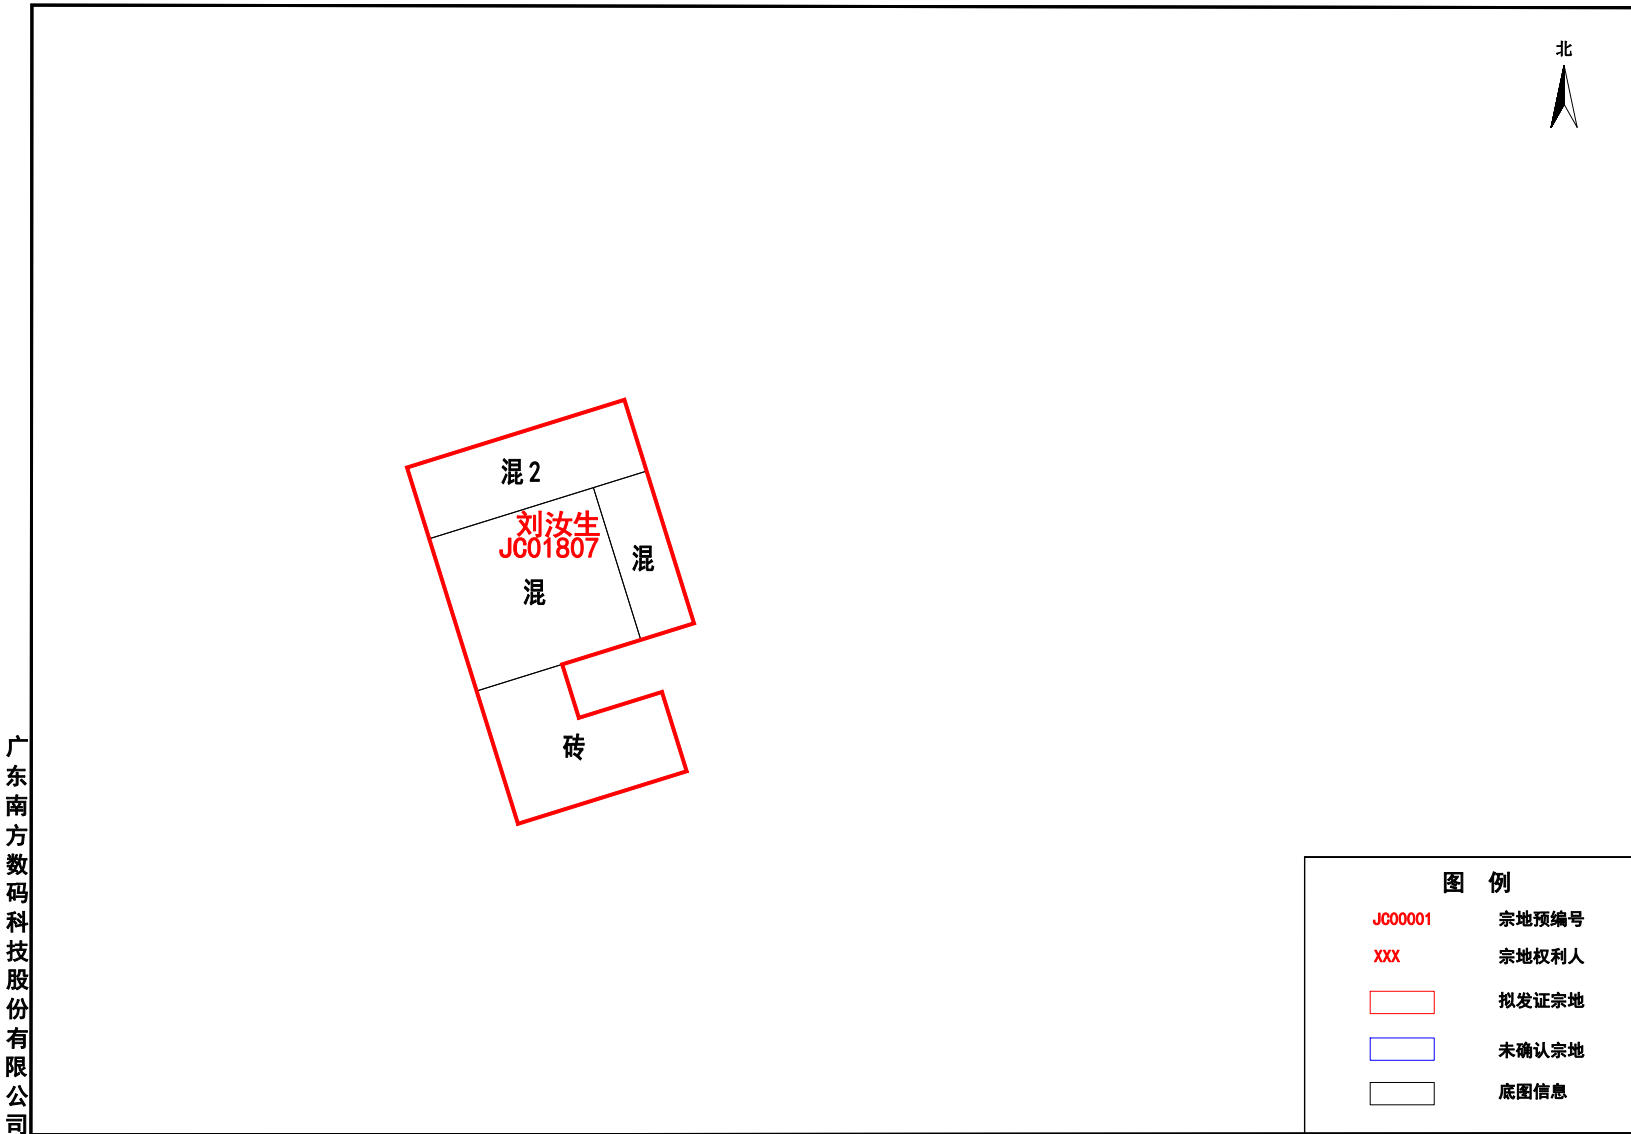 北
混2
刘汝生
JC01807
混
混
砖
广东南方数码科技股份有限公司
图 例
JC00001 宗地预编号
XXX 宗地权利人
拟发证宗地
未确认宗地
底图信息